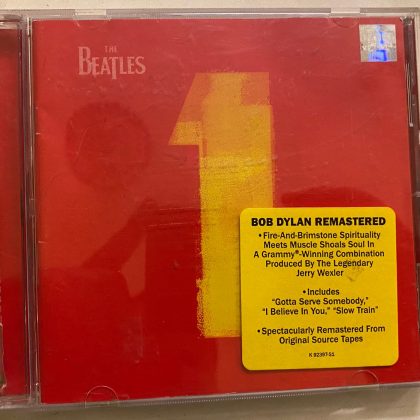 THE
BEATLES
1
BOB DYLAN REMASTERED
•Fire-And-Brimstone Spirituality
Meets Muscle Shoals Soul In
A Grammy®-Winning Combination
Produced By The Legendary
Jerry Wexler
•Includes
"Gotta Serve Somebody,"
"I Believe In You," "Slow Train"
•Spectacularly Remastered From
Original Source Tapes
K 92397-S1